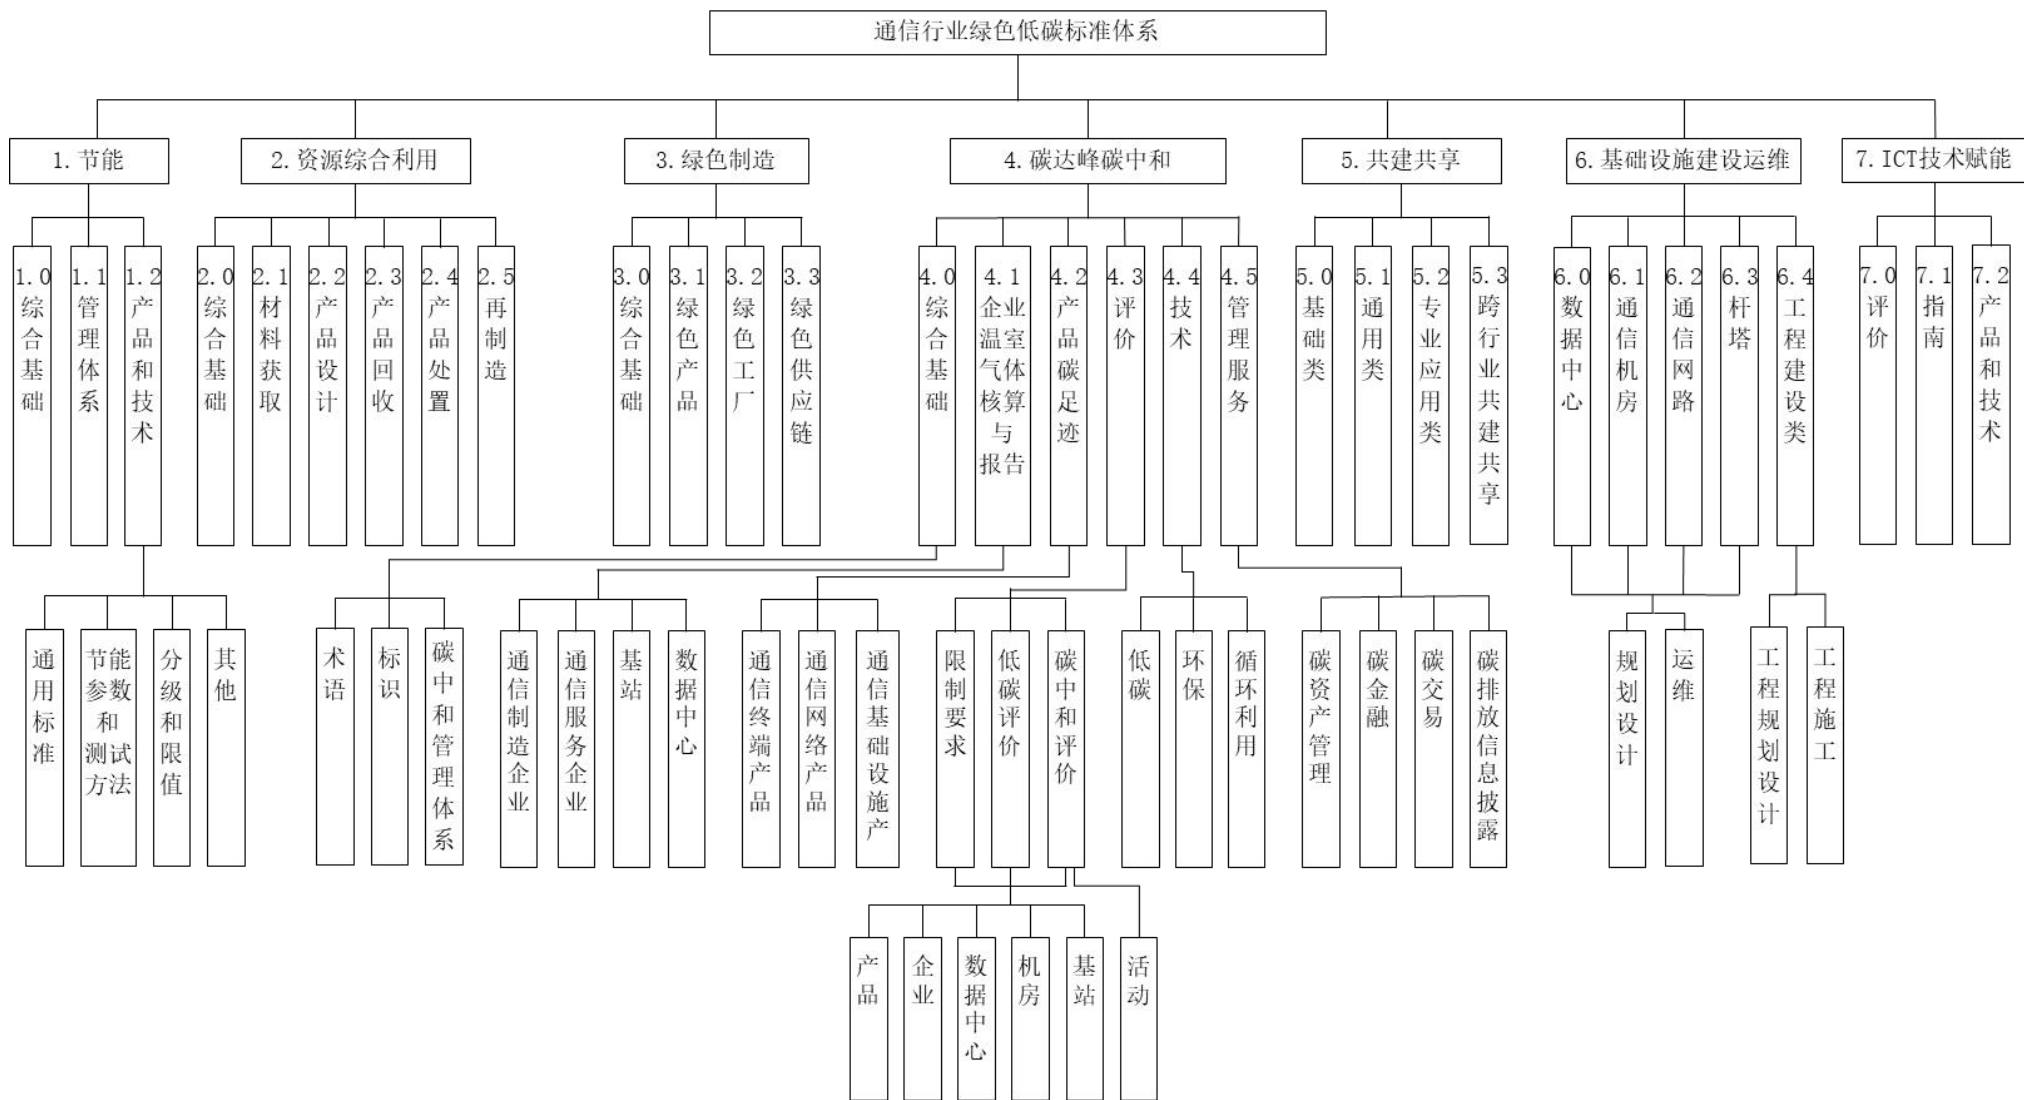 通信行业绿色低碳标准体系
1.节能
2.资源综合利用
3.绿色制造
4.碳达峰碳中和
5.共建共享
6.基础设施建设运维
7.ICT技术赋能
1.0综合基础
1.1管理体系
1.2产品和技术
2.0综合基础
2.1材料获取
2.2产品设计
2.3产品回收
2.4产品处置
2.5再制造
3.0综合基础
3.1绿色产品
3.2绿色工厂
3.3绿色供应链
4.0综合基础
4.1企业温室气体核算与报告
4.2产品碳足迹
4.3评价
4.4技术
4.5管理服务
5.0基础类
5.1通用类
5.2专业应用类
5.3跨行业共建共享
6.0数据中心
6.1通信机房
6.2通信网路
6.3杆塔
6.4工程建设类
7.0评价
7.1指南
7.2产品和技术
通用标准
节能参数和测试方法
分级和限值
其他
术语
标识
碳中和管理体系
通信制造企业
通信服务企业
基站
数据中心
通信终端产品
通信网络产品
通信基础设施产
限制要求
低碳评价
碳中和评价
低碳
环保
循环利用
碳资产管理
碳金融
碳交易
碳排放信息披露
规划设计
运维
工程规划设计
工程施工
产品
企业
数据中心
机房
基站
活动